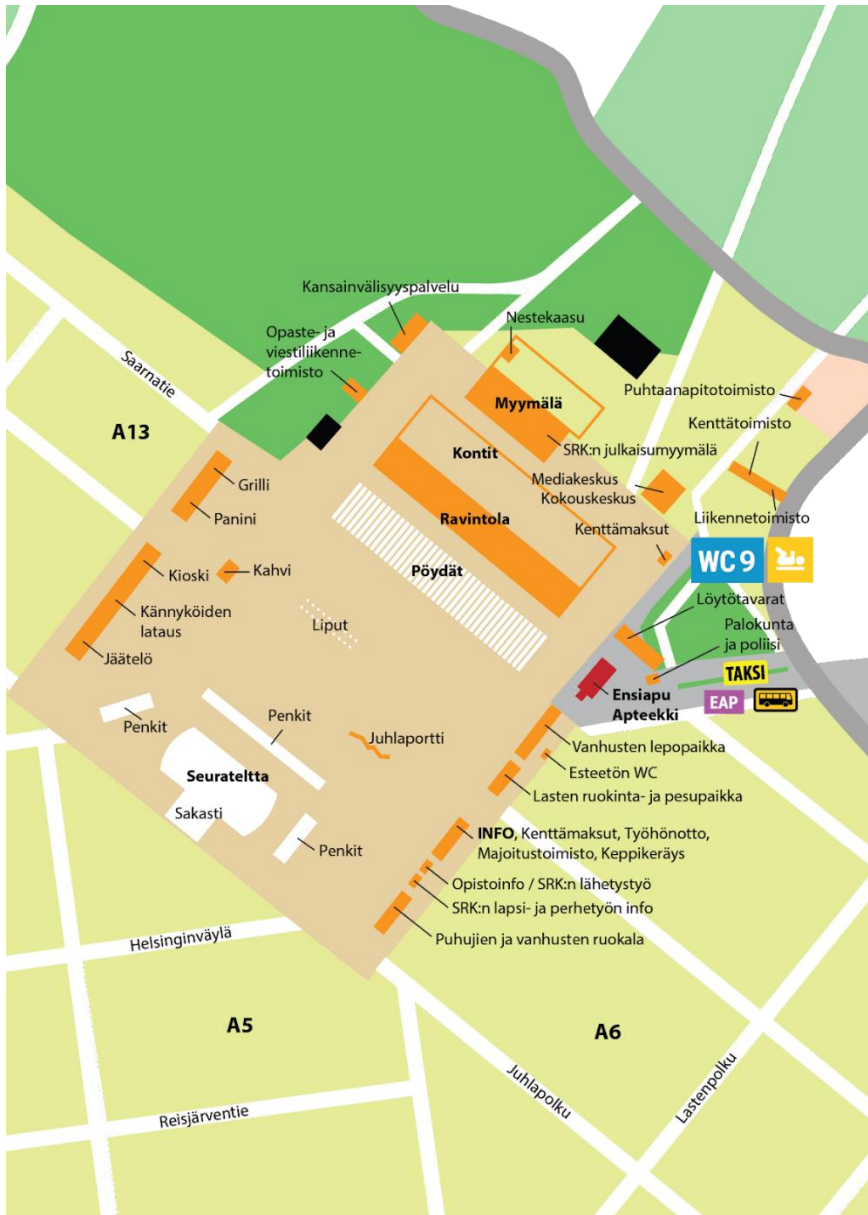 Kansainvälisyyspalvelu
Nestekaasu
Opaste- ja
viestiliikenne-
toimisto
Saarnatie
Puhtaanapitotoimisto
Myymälä
Kenttätoimisto
A13
SRK:n julkaisumyymälä
Kontit
Grilli
Mediakeskus
Kokouskeskus
Panini
Ravintola
Liikennetoimisto
Kenttämaksut
WC 9
Kioski
Kahvi
Pöydät
Kännyköiden
lataus
Löytötavarat
Liput
Palokunta
ja poliisi
Jäätelö
TAKSI
Ensiapu
Apteekki
EAP
Penkit
Penkit
Juhlaportti
Vanhusten lepopaikka
Seurateltta
Esteetön WC
Lasten ruokinta- ja pesupaikka
Sakasti
INFO, Kenttämaksut, Työhönotto,
Majoitustoimisto, Keppikeräys
Penkit
Opistoinfo / SRK:n lähetystyö
SRK:n lapsi- ja perhetyön info
Helsinginväylä
Puhujien ja vanhusten ruokala
A5
A6
Juhlapolku
Lastenpolku
Reisjärventie